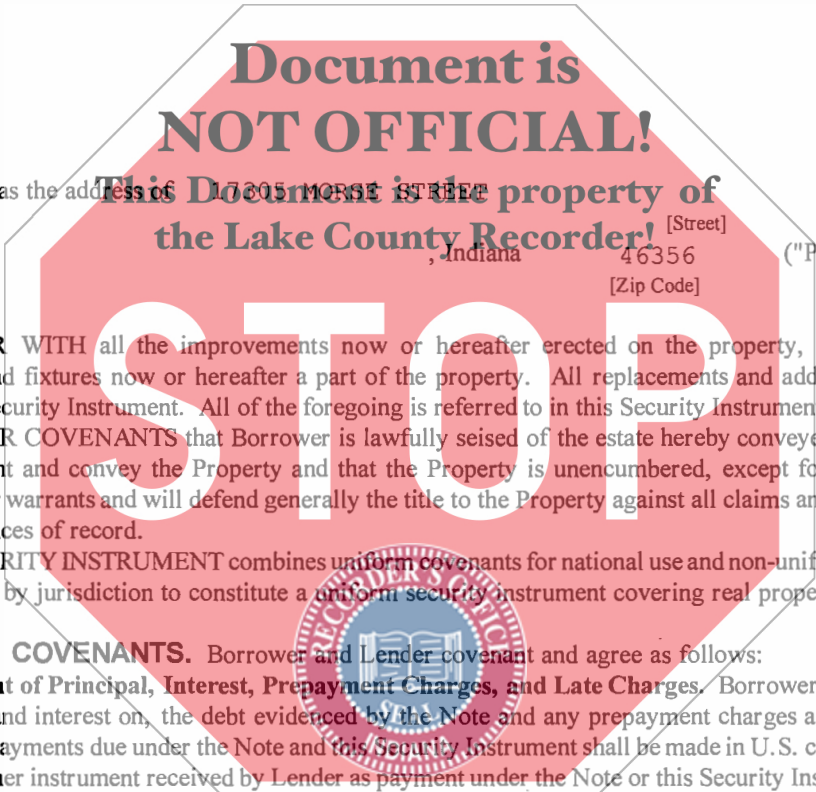 Document is
NOT OFFICIAL!
as the address of 17305 MORSE STREET
This Document is the property of
[Street]
the Lake County Recorder!
, Indiana 46356 ("P
[Zip Code]
STOP
R WITH all the improvements now or hereafter erected on the property,
d fixtures now or hereafter a part of the property. All replacements and add
curity Instrument. All of the foregoing is referred to in this Security Instrumen
R COVENANTS that Borrower is lawfully seised of the estate hereby conveye
nt and convey the Property and that the Property is unencumbered, except fo
warrants and will defend generally the title to the Property against all claims an
ces of record.
RITY INSTRUMENT combines uniform covenants for national use and non-unif
by jurisdiction to constitute a uniform security instrument covering real prope
COVENANTS. Borrower and Lender covenant and agree as follows:
t of Principal, Interest, Prepayment Charges, and Late Charges. Borrower
nd interest on, the debt evidenced by the Note and any prepayment charges a
ayments due under the Note and this Security Instrument shall be made in U.S. c
er instrument received by Lender as payment under the Note or this Security Ins
RECORDER'S OFFICE
SEAL